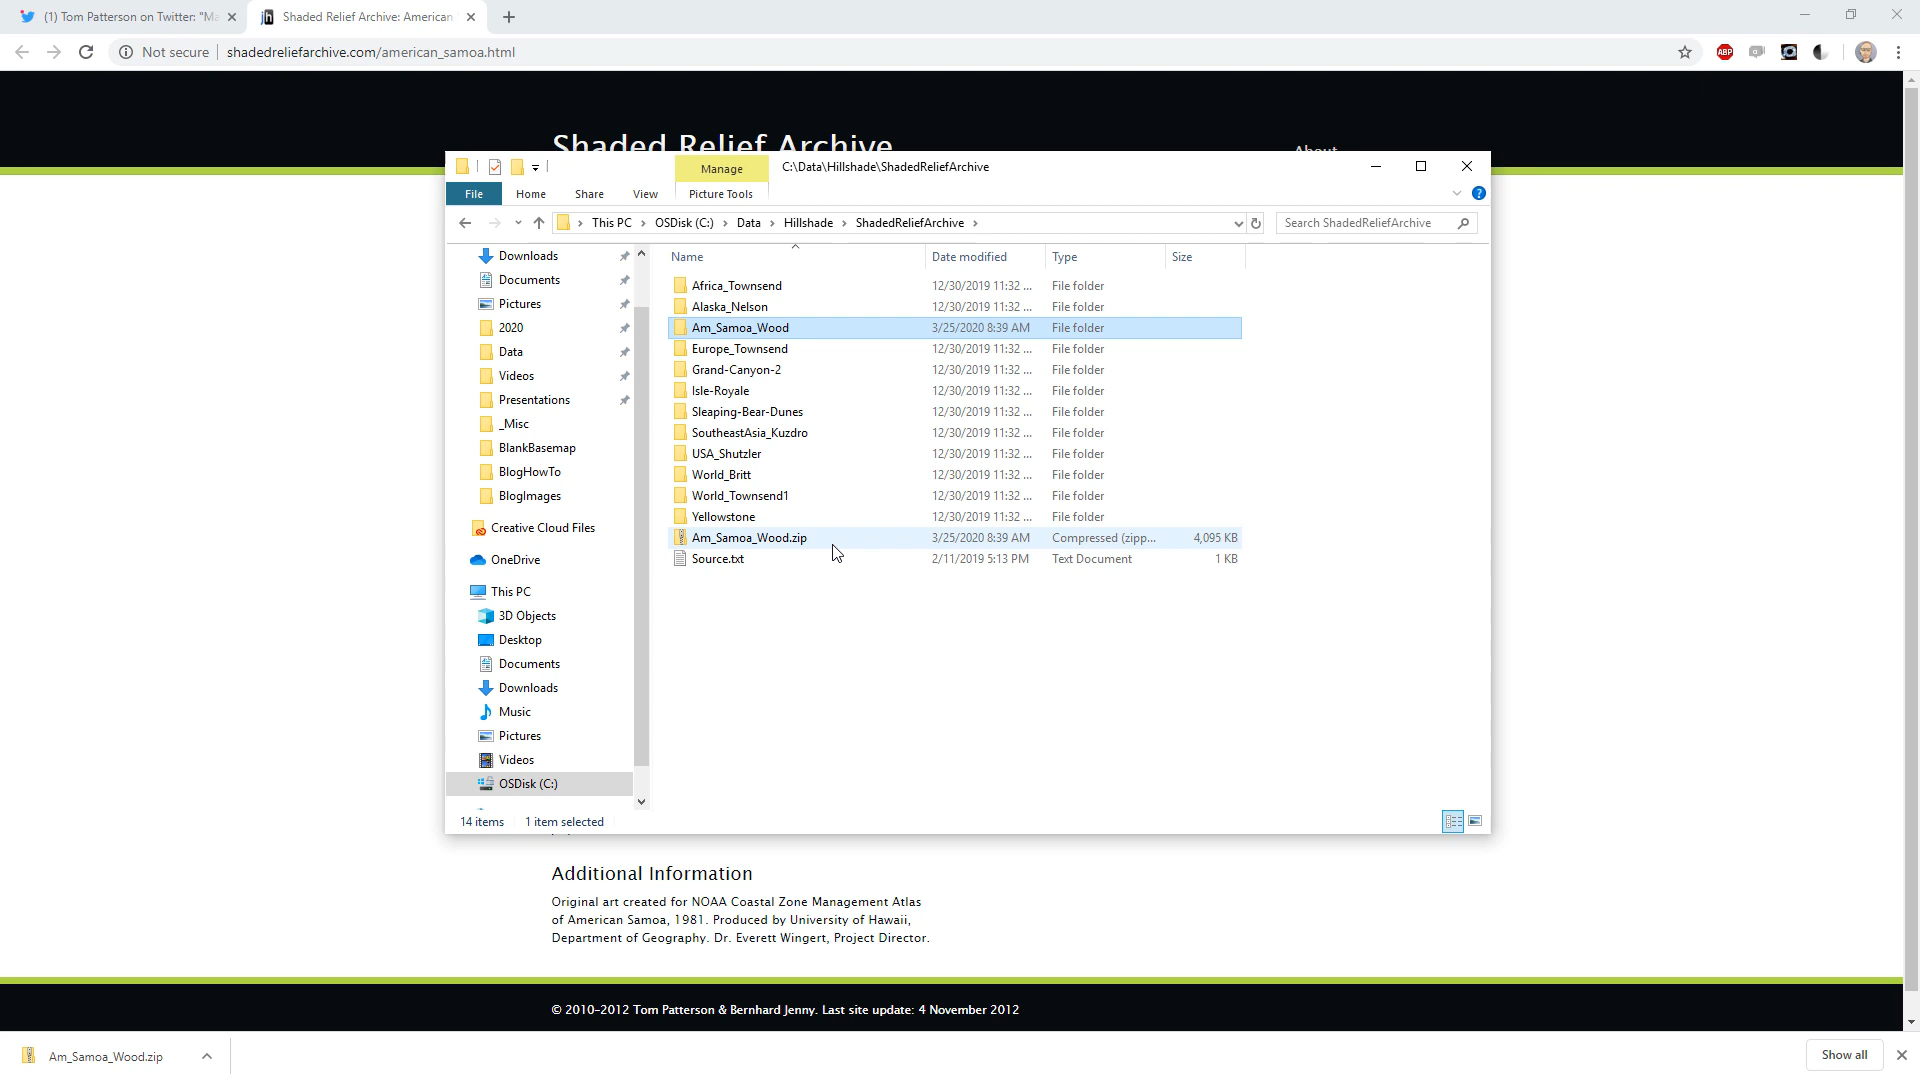 (1) Tom Patterson on Twitter: "Ma
Shaded Relief Archive: American
Not secure
shadedreliefarchive.com/american_samoa.html
ABP
Shaded Relief Archive
About
Manage
C:\Data\Hillshade\ShadedReliefArchive
File
Home
Share
View
Picture Tools
This PC
OSDisk (C:)
Data
Hillshade
ShadedReliefArchive
Search ShadedReliefArchive
Downloads
Documents
Pictures
2020
Data
Videos
Presentations
_Misc
BlankBasemap
BlogHowTo
BlogImages
Creative Cloud Files
OneDrive
This PC
3D Objects
Desktop
Documents
Downloads
Music
Pictures
Videos
OSDisk (C:)
Name Date modified Type Size
Africa_Townsend 12/30/2019 11:32 ... File folder
Alaska_Nelson 12/30/2019 11:32 ... File folder
Am_Samoa_Wood 3/25/2020 8:39 AM File folder
Europe_Townsend 12/30/2019 11:32 ... File folder
Grand-Canyon-2 12/30/2019 11:32 ... File folder
Isle-Royale 12/30/2019 11:32 ... File folder
Sleaping-Bear-Dunes 12/30/2019 11:32 ... File folder
SoutheastAsia_Kuzdro 12/30/2019 11:32 ... File folder
USA_Shutzler 12/30/2019 11:32 ... File folder
World_Britt 12/30/2019 11:32 ... File folder
World_Townsend1 12/30/2019 11:32 ... File folder
Yellowstone 12/30/2019 11:32 ... File folder
Am_Samoa_Wood.zip 3/25/2020 8:39 AM Compressed (zipp... 4,095 KB
Source.txt 2/11/2019 5:13 PM Text Document 1 KB
14 items 1 item selected
Additional Information
Original art created for NOAA Coastal Zone Management Atlas
of American Samoa, 1981. Produced by University of Hawaii,
Department of Geography. Dr. Everett Wingert, Project Director.
© 2010-2012 Tom Patterson & Bernhard Jenny. Last site update: 4 November 2012
Am_Samoa_Wood.zip
Show all